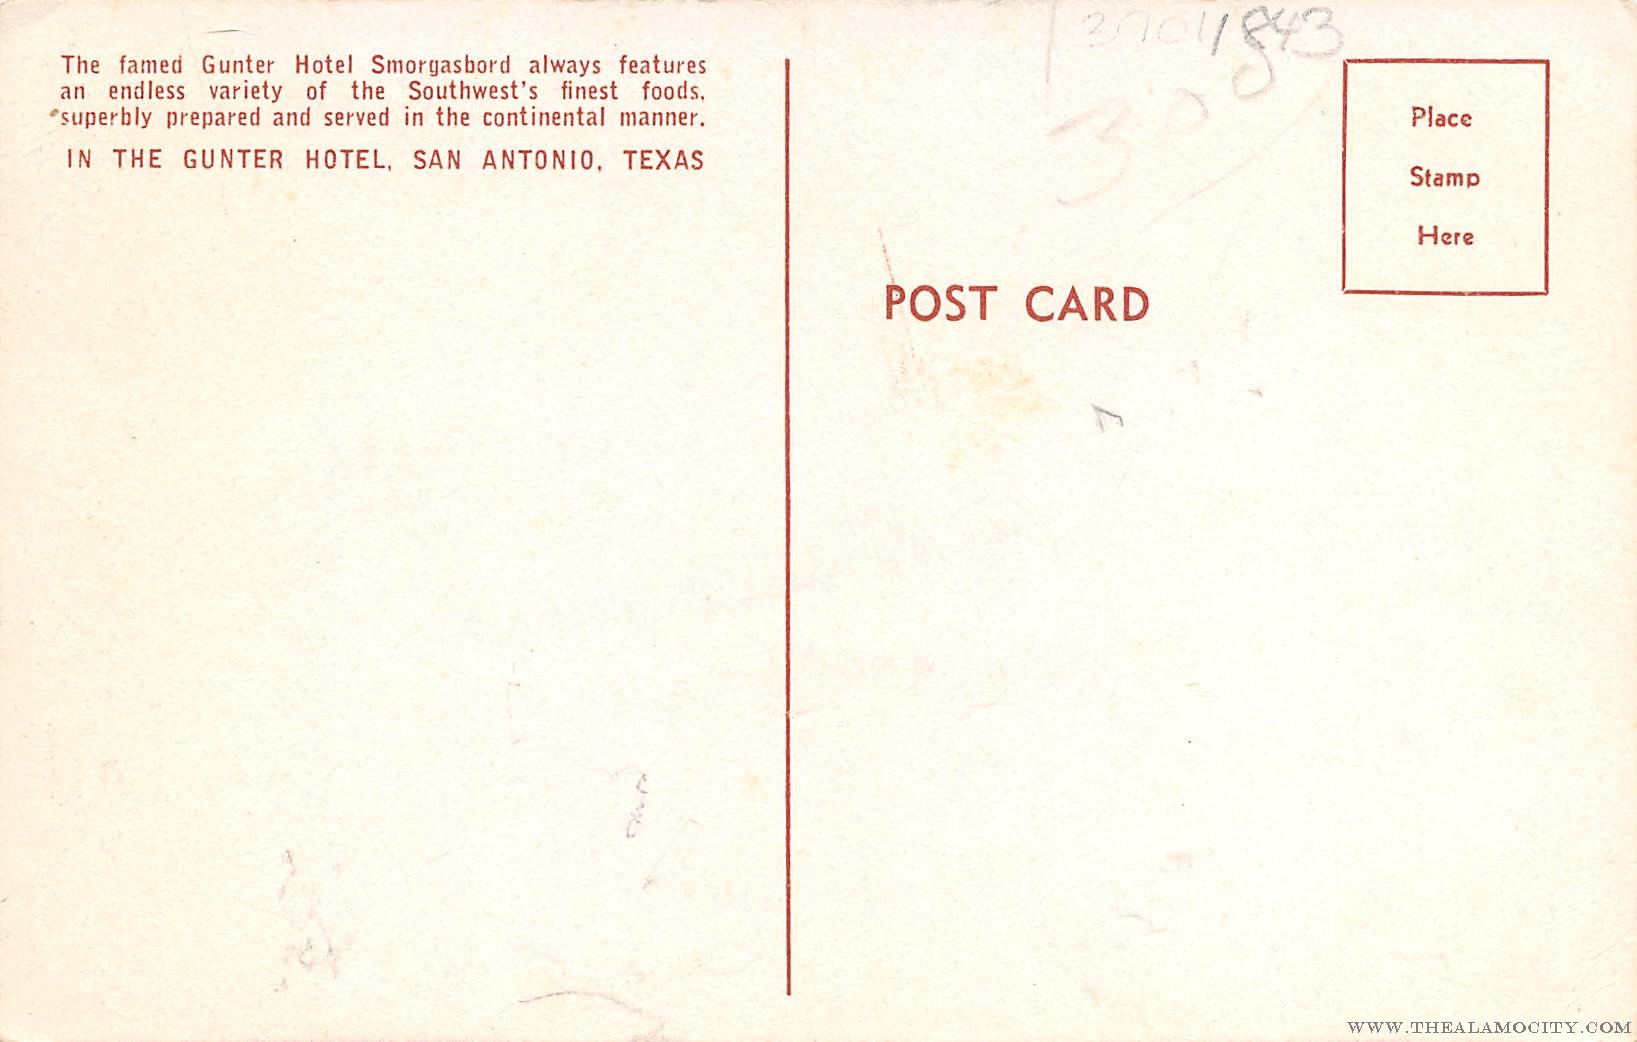 The famed Gunter Hotel Smorgasbord always features
an endless variety of the Southwest's finest foods,
superbly prepared and served in the continental manner.
IN THE GUNTER HOTEL, SAN ANTONIO, TEXAS
843
Place
Stamp
Here
POST CARD
WWW.THEALAMOCITY.COM